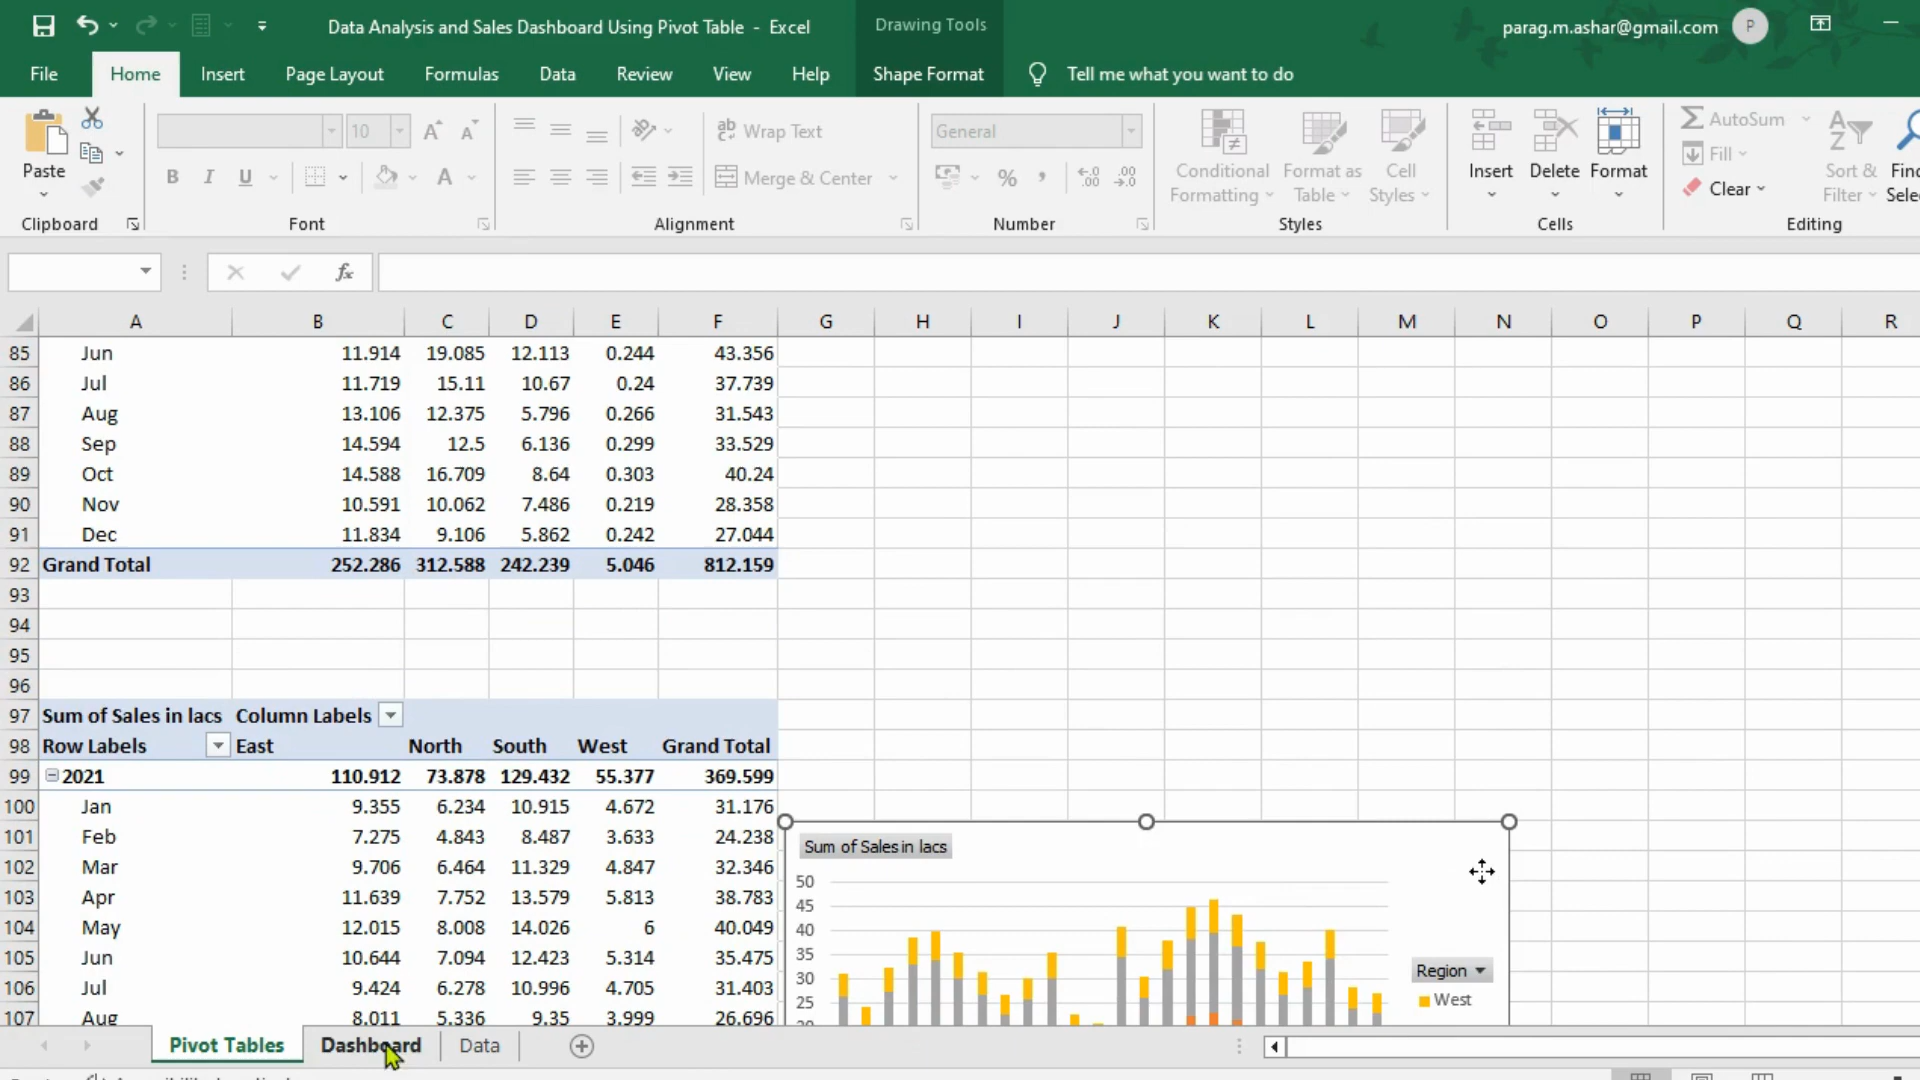 Data Analysis and Sales Dashboard Using Pivot Table - Excel
Drawing Tools
parag.m.ashar@gmail.com
P
File Home Insert Page Layout Formulas Data Review View Help Shape Format Tell me what you want to do
Paste
Clipboard
10
B I U A
Font
ab Wrap Text
Merge & Center
Alignment
General
% ,
Number
Conditional Formatting
Format as Table
Cell Styles
Styles
Insert Delete Format
Cells
AutoSum
Fill
Clear
Sort & Filter
Editing
fx
A B C D E F G H I J K L M N O P Q R
85 Jun 11.914 19.085 12.113 0.244 43.356
86 Jul 11.719 15.11 10.67 0.24 37.739
87 Aug 13.106 12.375 5.796 0.266 31.543
88 Sep 14.594 12.5 6.136 0.299 33.529
89 Oct 14.588 16.709 8.64 0.303 40.24
90 Nov 10.591 10.062 7.486 0.219 28.358
91 Dec 11.834 9.106 5.862 0.242 27.044
92 Grand Total 252.286 312.588 242.239 5.046 812.159
93
94
95
96
97 Sum of Sales in lacs Column Labels
98 Row Labels East North South West Grand Total
99 2021 110.912 73.878 129.432 55.377 369.599
100 Jan 9.355 6.234 10.915 4.672 31.176
101 Feb 7.275 4.843 8.487 3.633 24.238
102 Mar 9.706 6.464 11.329 4.847 32.346
103 Apr 11.639 7.752 13.579 5.813 38.783
104 May 12.015 8.008 14.026 6 40.049
105 Jun 10.644 7.094 12.423 5.314 35.475
106 Jul 9.424 6.278 10.996 4.705 31.403
107 Aug 8.011 5.336 9.35 3.999 26.696
Sum of Sales in lacs
50
45
40
35
30
25
Region
West
Pivot Tables Dashboard Data